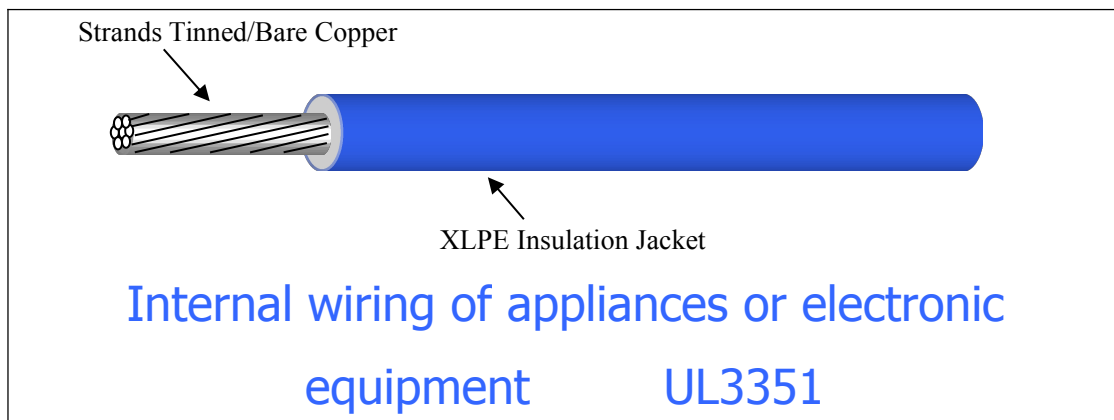 Strands Tinned/Bare Copper
XLPE Insulation Jacket
Internal wiring of appliances or electronic
equipment UL3351